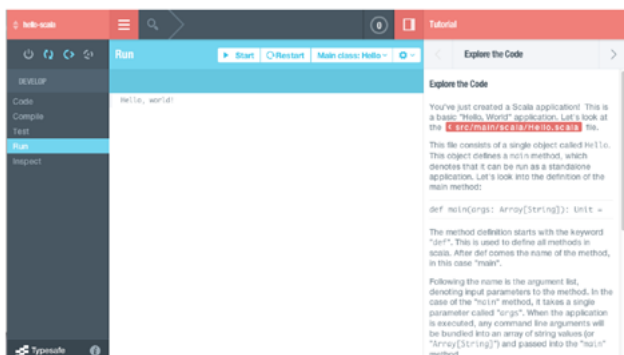 hello-scala
0
Tutorial
Run
Start
Restart
Main class: Hello
Explore the Code
DEVELOP
Code
Compile
Test
Run
Inspect
Hello, world!
Explore the Code
You've just created a Scala application! This is
a basic "Hello, World" application. Let's look at
the src/main/scala/Hello.scala file.
This file consists of a single object called Hello.
This object defines a main method, which
denotes that it can be run as a standalone
application. Let's look into the definition of the
main method:
def main(args: Array[String]): Unit =
The method definition starts with the keyword
"def". This is used to define all methods in
scala. After def comes the name of the method,
in this case "main".
Following the name is the argument list,
denoting input parameters to the method. In the
case of the "main" method, it takes a single
parameter called "args". When the application
is executed, any command line arguments will
be bundled into an array of string values (or
"Array[String]") and passed into the "main"
method.
Typesafe